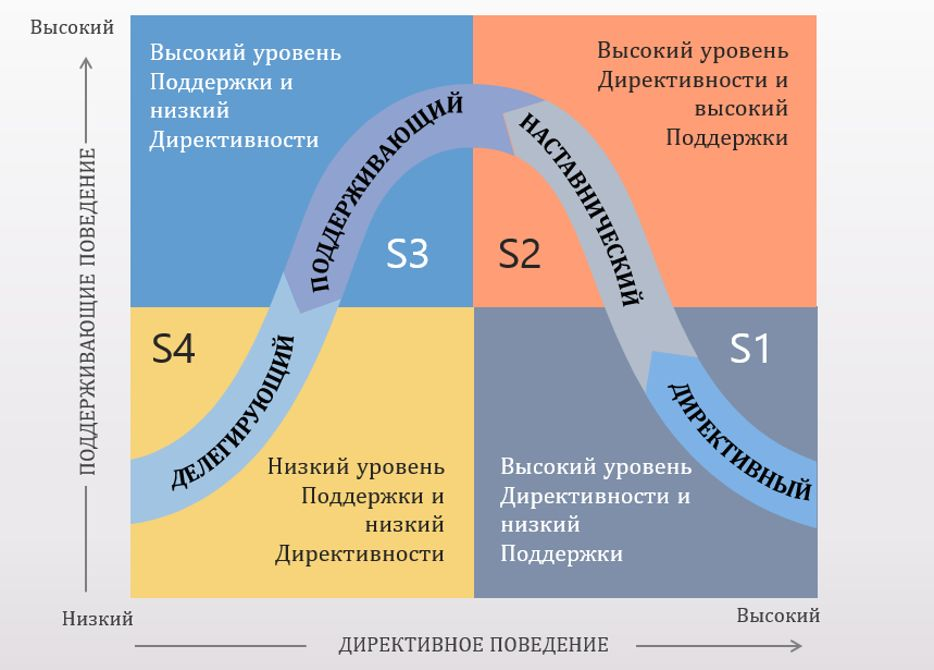 Высокий
ПОДДЕРЖИВАЮЩИЕ ПОВЕДЕНИЕ
Высокий уровень
Поддержки и
низкий
Директивности
ПОДДЕРЖИВАЮЩИЙ
S3
Высокий уровень
Директивности и
высокий
Поддержки
НАСТАВНИЧЕСКИЙ
S2
S4
ДЕЛЕГИРУЮЩИЙ
Низкий уровень
Поддержки и
низкий
Директивности
S1
ДИРЕКТИВНЫЙ
Высокий уровень
Директивности и
низкий
Поддержки
Низкий
Высокий
ДИРЕКТИВНОЕ ПОВЕДЕНИЕ